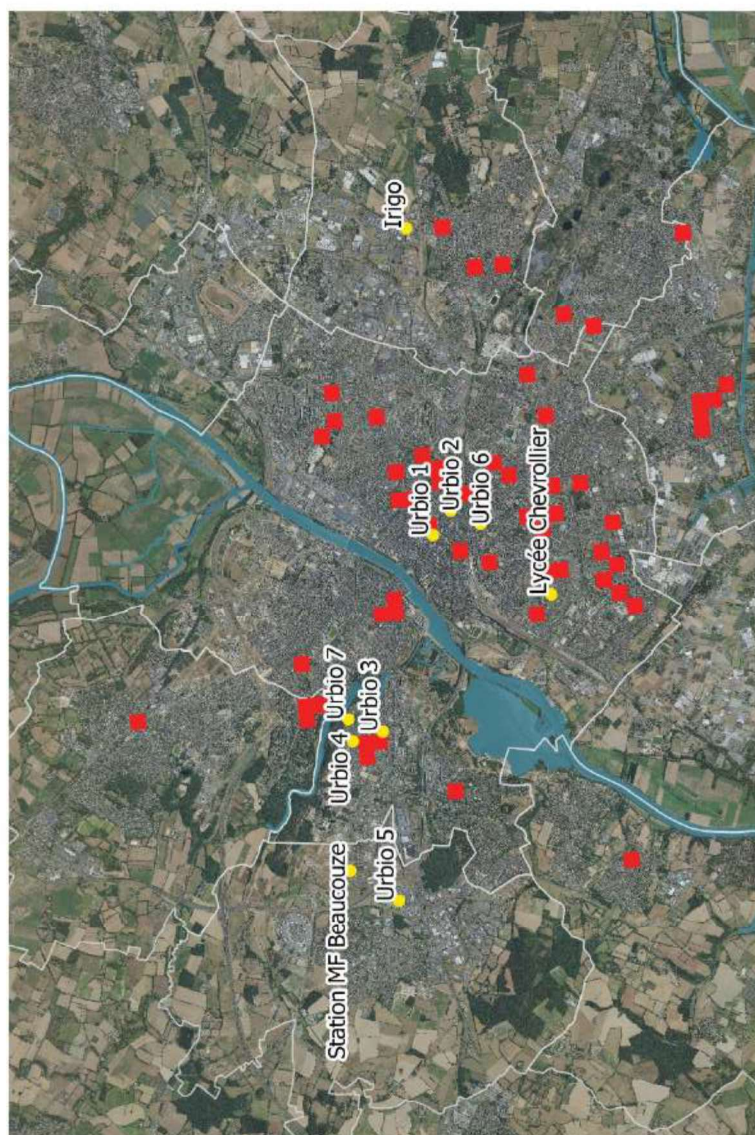 Station MF Beaucouze
Urbio 5
Urbio 4
Urbio 7
Urbio 3
Urbio 1
Urbio 2
Urbio 6
Lycée Chevrollier
Irigo